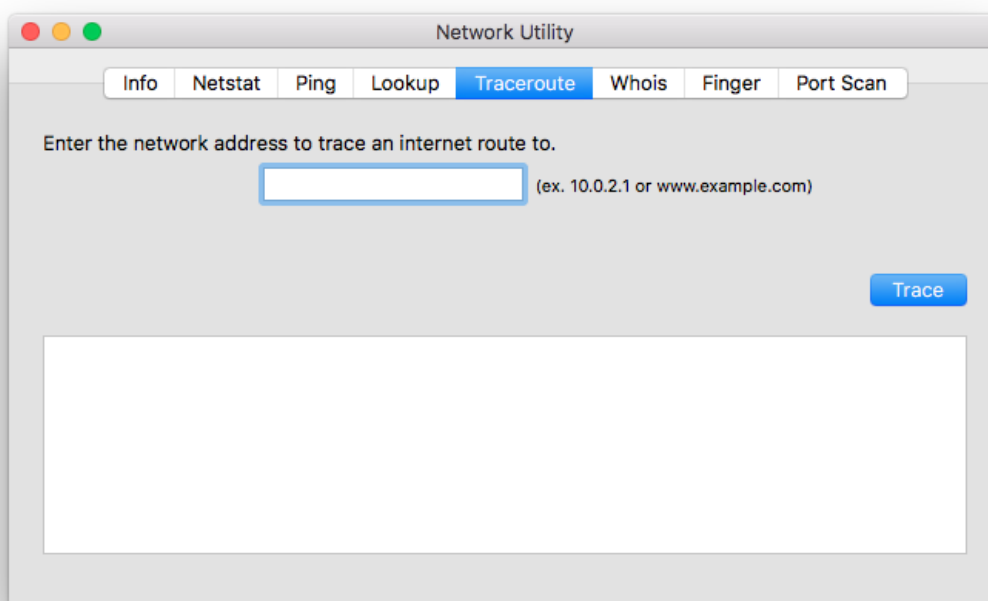 Network Utility
Info Netstat Ping Lookup Traceroute Whois Finger Port Scan
Enter the network address to trace an internet route to.
(ex. 10.0.2.1 or www.example.com)
Trace